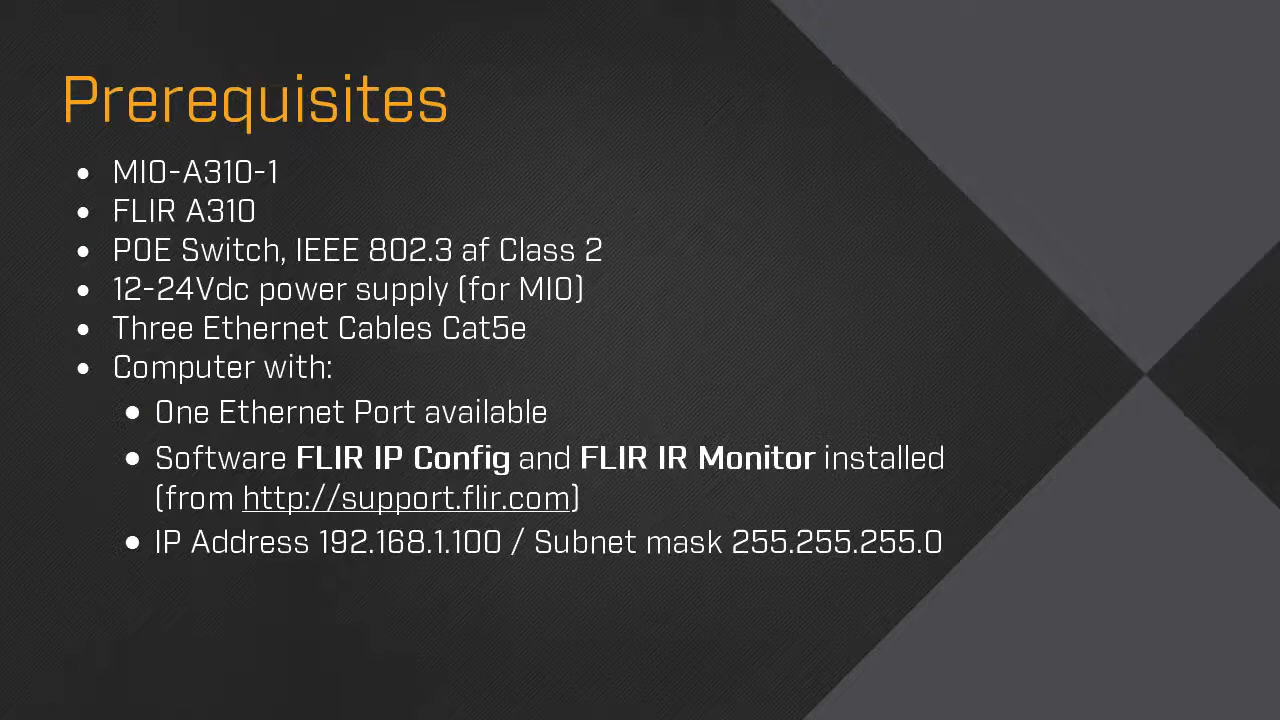 Prerequisites
• MIO-A310-1
• FLIR A310
• POE Switch, IEEE 802.3 af Class 2
• 12-24Vdc power supply (for MIO)
• Three Ethernet Cables Cat5e
• Computer with:
• One Ethernet Port available
• Software FLIR IP Config and FLIR IR Monitor installed
(from http://support.flir.com)
• IP Address 192.168.1.100 / Subnet mask 255.255.255.0